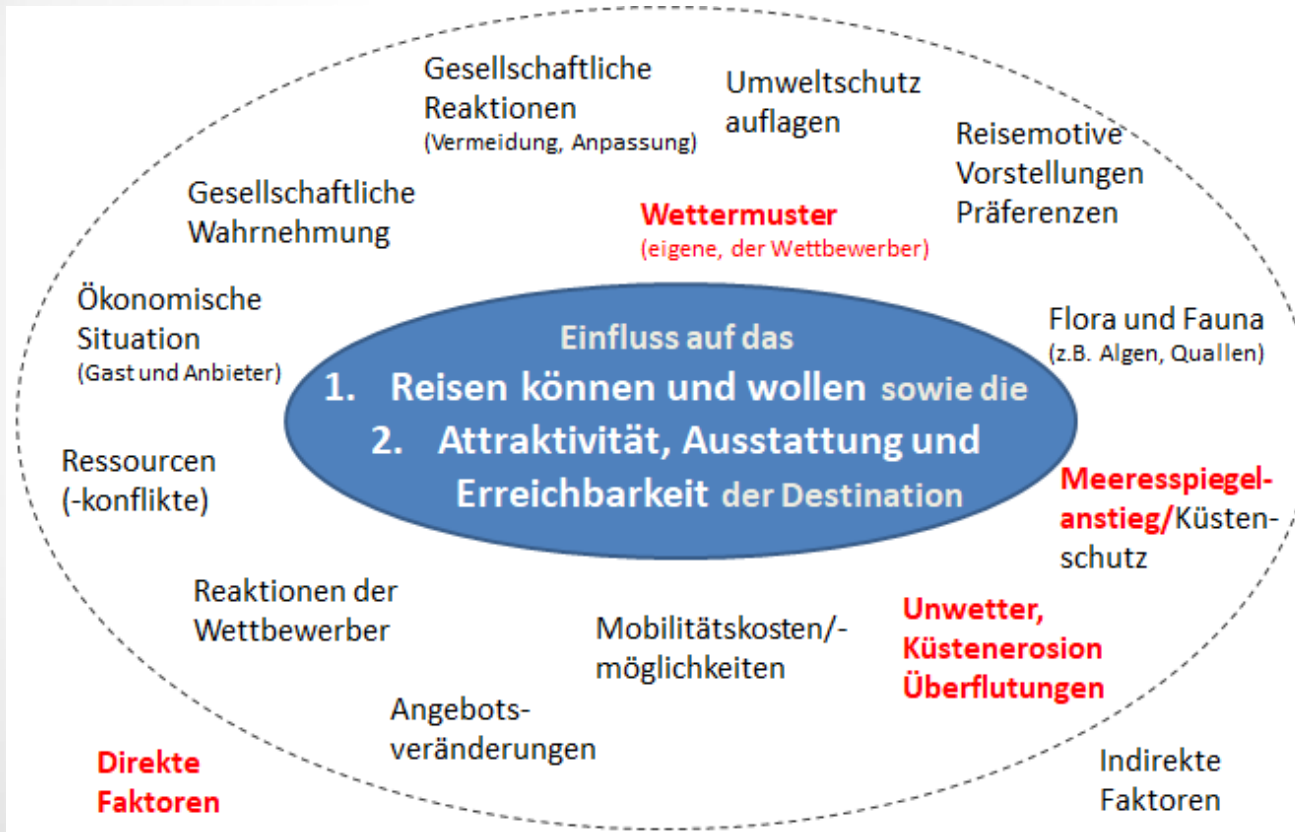 Gesellschaftliche
Reaktionen
(Vermeidung, Anpassung)
Umweltschutz
auflagen
Reisemotive
Vorstellungen
Präferenzen
Gesellschaftliche
Wahrnehmung
Wettermuster
(eigene, der Wettbewerber)
Ökonomische
Situation
(Gast und Anbieter)
Flora und Fauna
(z.B. Algen, Quallen)
Einfluss auf das
1. Reisen können und wollen sowie die
2. Attraktivität, Ausstattung und
Erreichbarkeit der Destination
Ressourcen
(-konflikte)
Meeresspiegel-
anstieg/Küsten-
schutz
Reaktionen der
Wettbewerber
Mobilitätskosten/-
möglichkeiten
Unwetter,
Küstenerosion
Überflutungen
Angebots-
veränderungen
Direkte
Faktoren
Indirekte
Faktoren